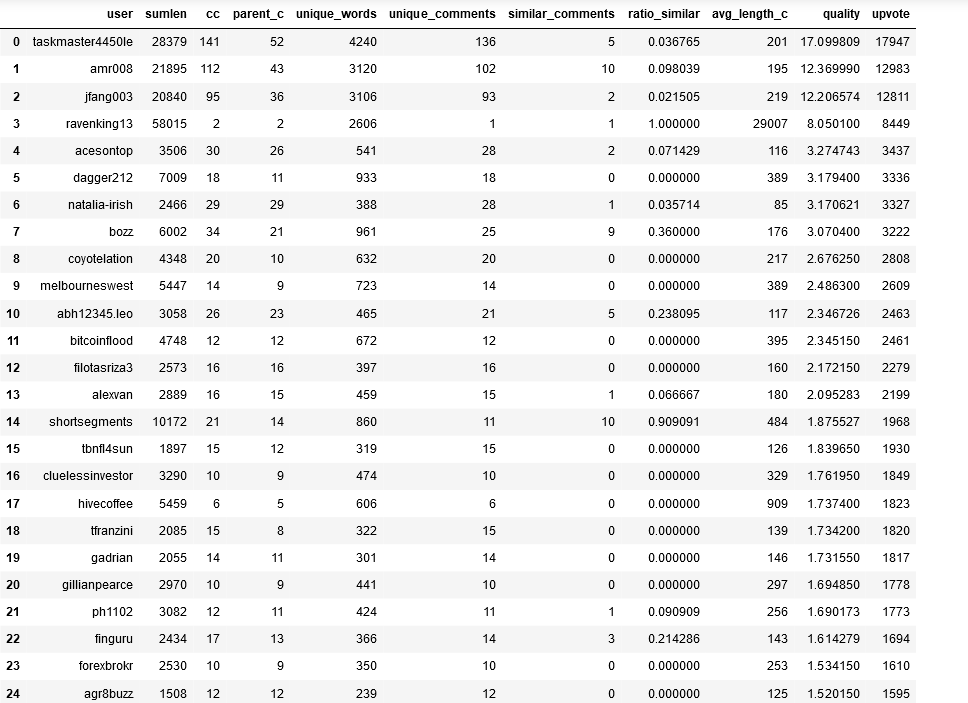 user sumlen cc parent_c unique_words unique_comments similar_comments ratio_similar avg_length_c quality upvote
0 taskmaster4450le 28379 141 52 4240 136 5 0.036765 201 17.099809 17947
1 amr008 21895 112 43 3120 102 10 0.098039 195 12.369990 12983
2 jfang003 20840 95 36 3106 93 2 0.021505 219 12.206574 12811
3 ravenking13 58015 2 2 2606 1 1 1.000000 29007 8.050100 8449
4 acesontop 3506 30 26 541 28 2 0.071429 116 3.274743 3437
5 dagger212 7009 18 11 933 18 0 0.000000 389 3.179400 3336
6 natalia-irish 2466 29 29 388 28 1 0.035714 85 3.170621 3327
7 bozz 6002 34 21 961 25 9 0.360000 176 3.070400 3222
8 coyotelation 4348 20 10 632 20 0 0.000000 217 2.676250 2808
9 melbourneswest 5447 14 9 723 14 0 0.000000 389 2.486300 2609
10 abh12345.leo 3058 26 23 465 21 5 0.238095 117 2.346726 2463
11 bitcoinflood 4748 12 12 672 12 0 0.000000 395 2.345150 2461
12 filotasriza3 2573 16 16 397 16 0 0.000000 160 2.172150 2279
13 alexvan 2889 16 15 459 15 1 0.066667 180 2.095283 2199
14 shortsegments 10172 21 14 860 11 10 0.909091 484 1.875527 1968
15 tbnfl4sun 1897 15 12 319 15 0 0.000000 126 1.839650 1930
16 cluelessinvestor 3290 10 9 474 10 0 0.000000 329 1.761950 1849
17 hivecoffee 5459 6 5 606 6 0 0.000000 909 1.737400 1823
18 tfranzini 2085 15 8 322 15 0 0.000000 139 1.734200 1820
19 gadrian 2055 14 11 301 14 0 0.000000 146 1.731550 1817
20 gillianpearce 2970 10 9 441 10 0 0.000000 297 1.694850 1778
21 ph1102 3082 12 11 424 11 1 0.090909 256 1.690173 1773
22 finguru 2434 17 13 366 14 3 0.214286 143 1.614279 1694
23 forexbrokr 2530 10 9 350 10 0 0.000000 253 1.534150 1610
24 agr8buzz 1508 12 12 239 12 0 0.000000 125 1.520150 1595